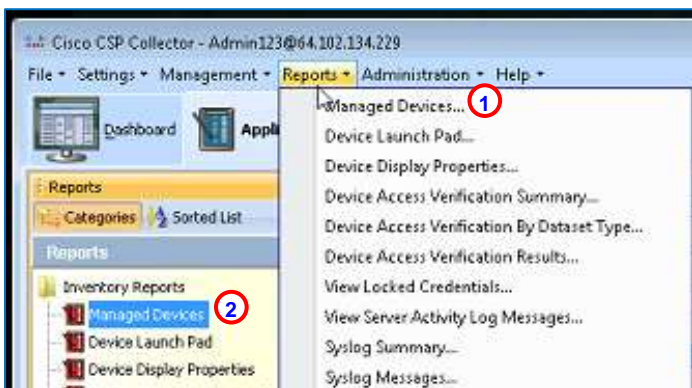 Cisco CSP Collector - Admin123@64.102.134.229
File Settings Management Reports Administration Help
Dashboard Appli
Reports
Categories Sorted List
Reports
Inventory Reports
Managed Devices 2
Device Launch Pad
Device Display Properties
Managed Devices... 1
Device Launch Pad...
Device Display Properties...
Device Access Verification Summary...
Device Access Verification By Dataset Type...
Device Access Verification Results...
View Locked Credentials...
View Server Activity Log Messages...
Syslog Summary...
Syslog Messages...